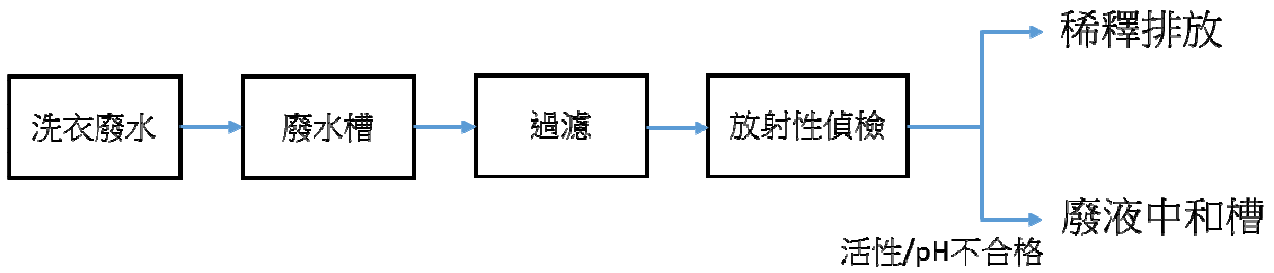 洗衣廢水
廢水槽
過濾
放射性偵檢
稀釋排放
廢液中和槽
活性/pH不合格